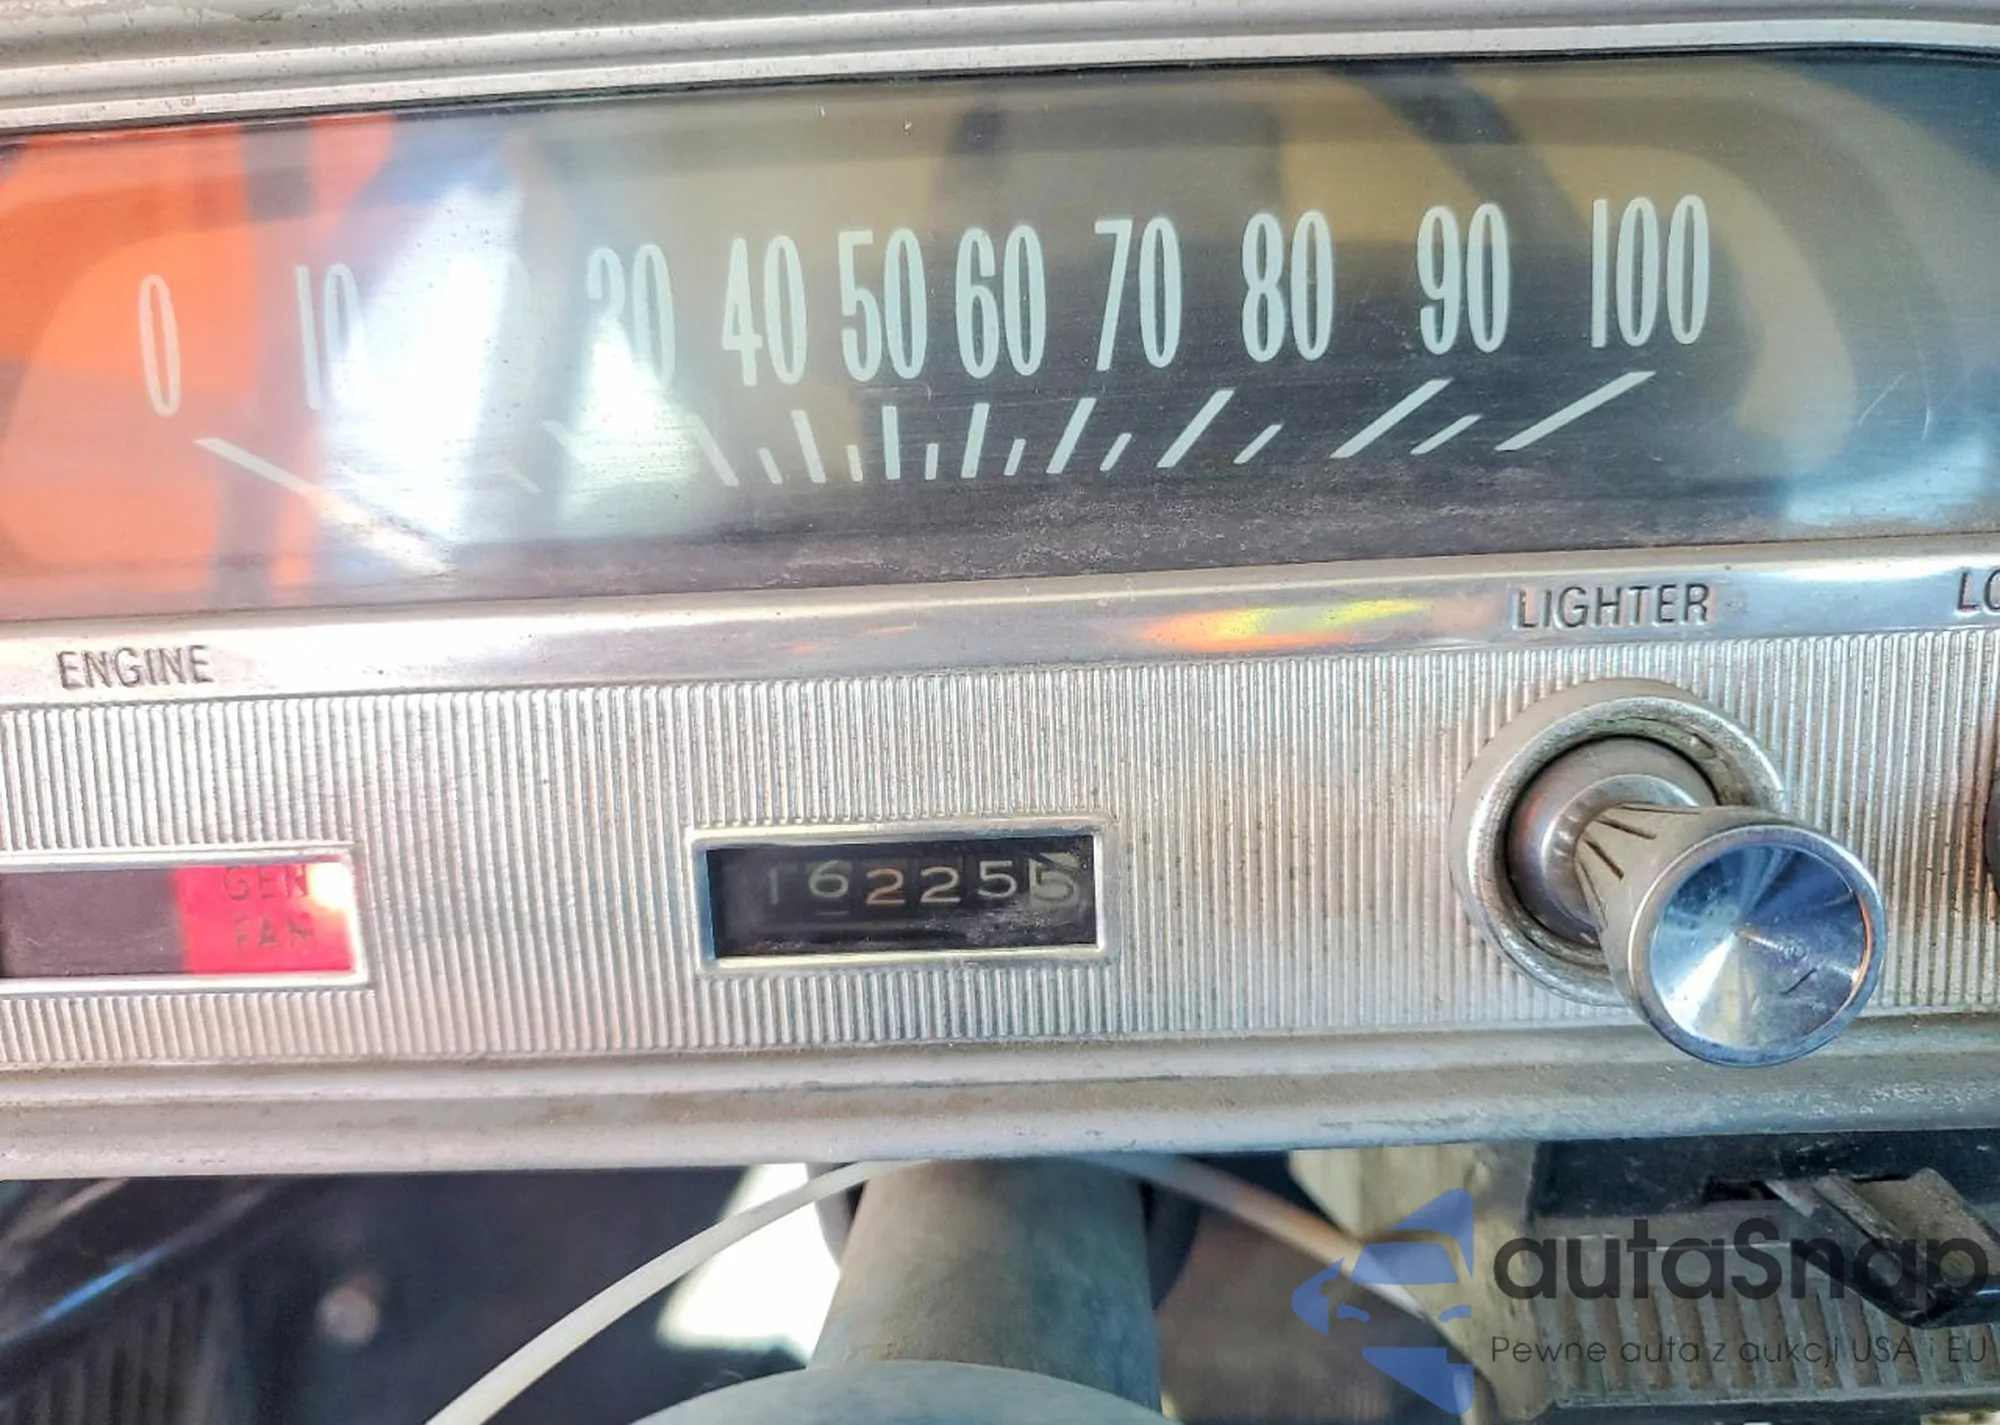 0 10 30 40 50 60 70 80 90 100
ENGINE
LIGHTER
LO
GEN
FAN
162255
autaSnap
Pewne auta z aukcji USA i EU